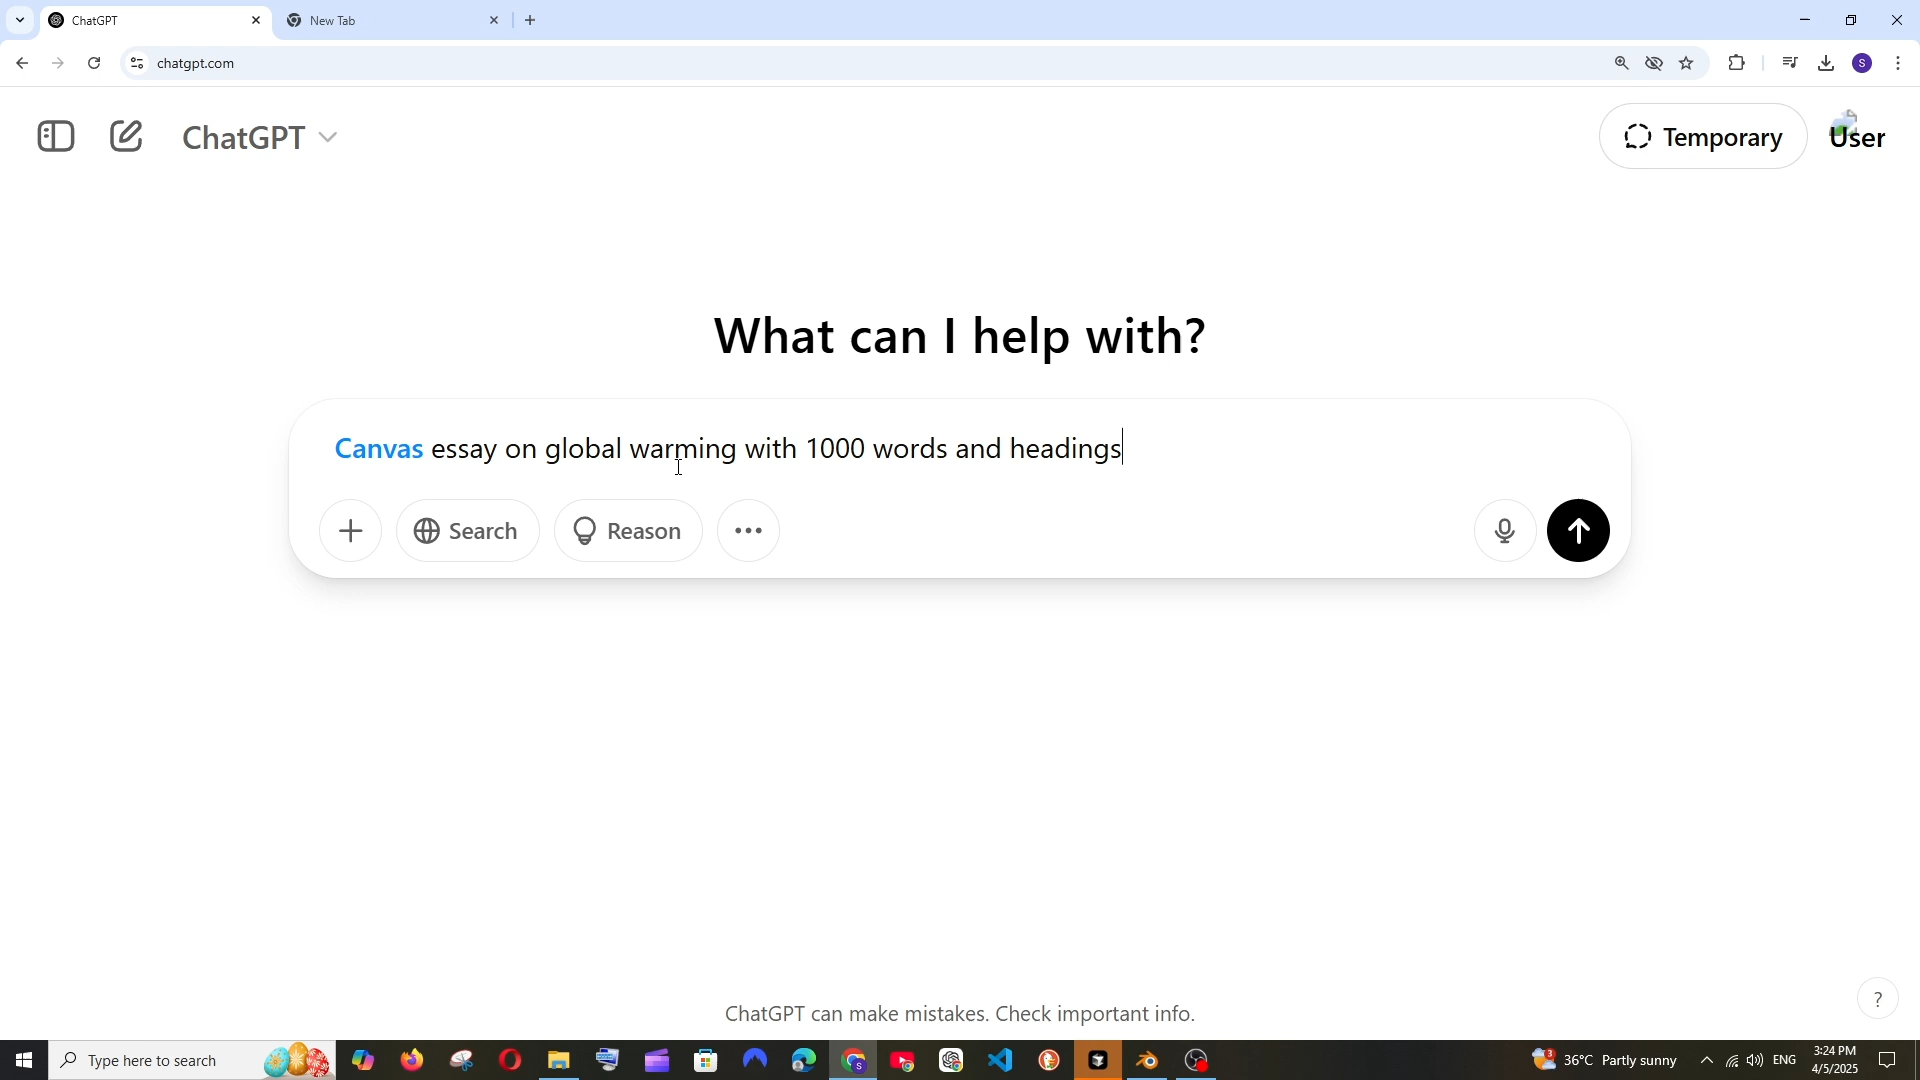 ChatGPT
New Tab
chatgpt.com
S
ChatGPT
Temporary
User
What can I help with?
Canvas essay on global warming with 1000 words and headings
Search
Reason
ChatGPT can make mistakes. Check important info.
?
Type here to search
S
3
36°C Partly sunny
ENG
3:24 PM
4/5/2025